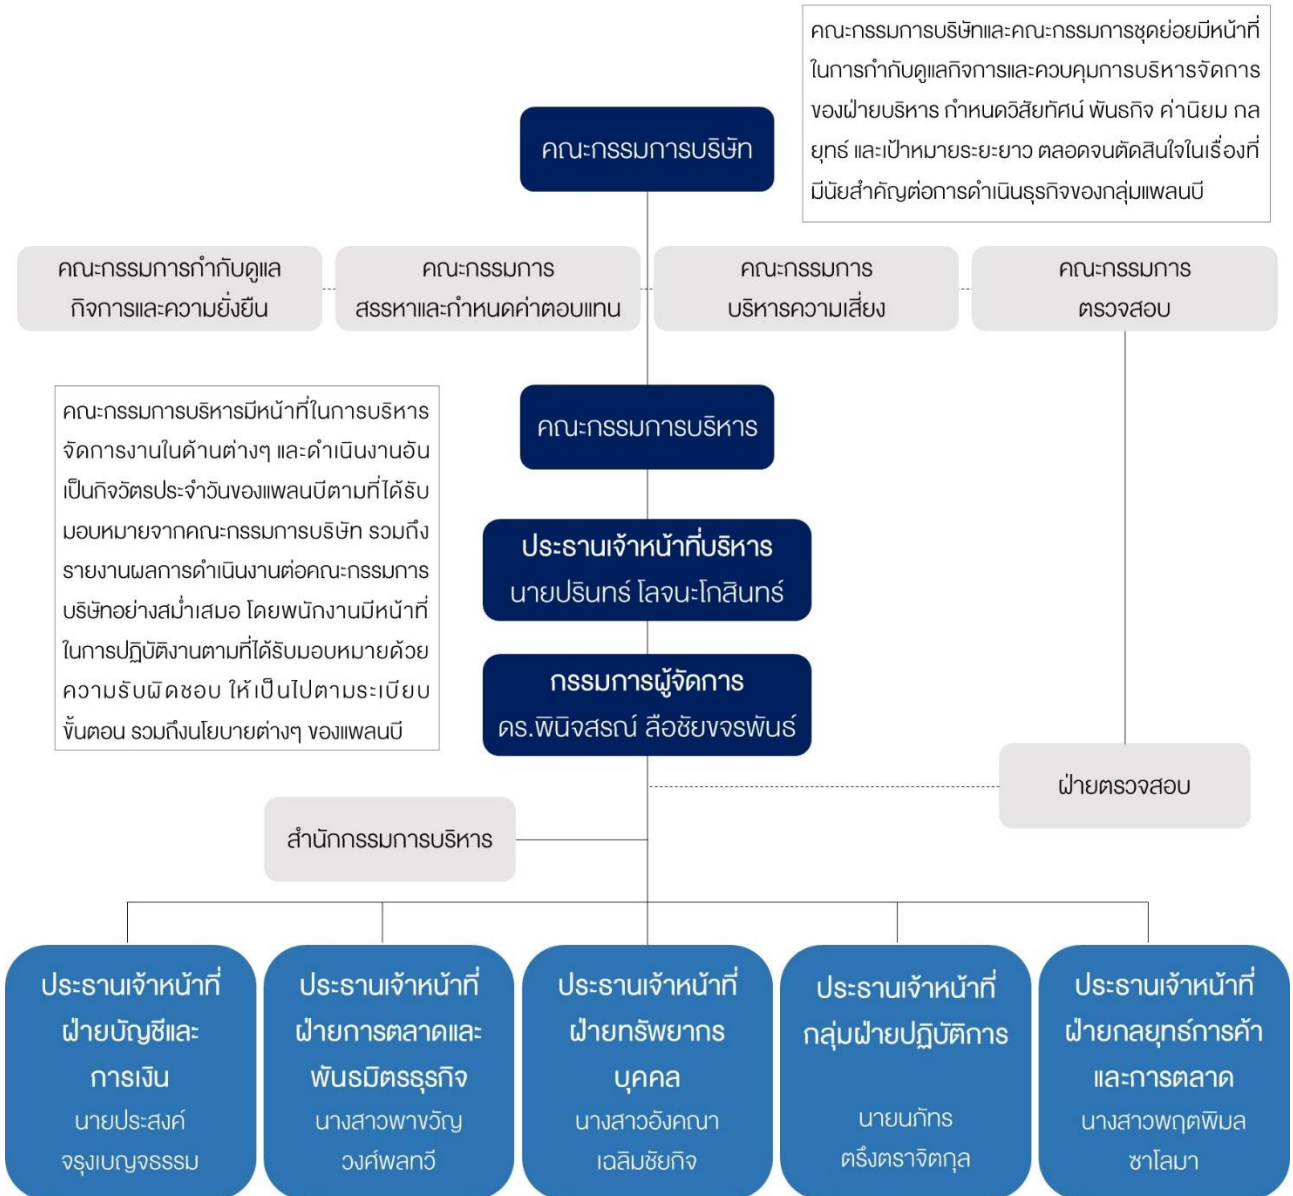 คณะกรรมการบริษัทและคณะกรรมการชุดย่อยมีหน้าที่
ในการกำกับดูแลกิจการและควบคุมการบริหารจัดการ
ของฝ่ายบริหาร กำหนดวิสัยทัศน์ พันธกิจ ค่านิยม กล
ยุทธ์ และเป้าหมายระยะยาว ตลอดจนตัดสินใจในเรื่องที่
มีนัยสำคัญต่อการดำเนินธุรกิจของกลุ่มแพลนบี
คณะกรรมการบริษัท
คณะกรรมการกำกับดูแล
กิจการและความยั่งยืน
คณะกรรมการ
สรรหาและกำหนดค่าตอบแทน
คณะกรรมการ
บริหารความเสี่ยง
คณะกรรมการ
ตรวจสอบ
คณะกรรมการบริหารมีหน้าที่ในการบริหาร
จัดการงานในด้านต่างๆ และดำเนินงานอัน
เป็นกิจวัตรประจำวันของแพลนบีตามที่ได้รับ
มอบหมายจากคณะกรรมการบริษัท รวมถึง
รายงานผลการดำเนินงานต่อคณะกรรมการ
บริษัทอย่างสม่ำเสมอ โดยพนักงานมีหน้าที่
ในการปฏิบัติงานตามที่ได้รับมอบหมายด้วย
ความรับผิดชอบ ให้เป็นไปตามระเบียบ
ขั้นตอน รวมถึงนโยบายต่างๆ ของแพลนบี
คณะกรรมการบริหาร
ประธานเจ้าหน้าที่บริหาร
นายปรินทร์ โลจนะโกสินทร์
กรรมการผู้จัดการ
ดร.พินิจสรณ์ ลือชัยขจรพันธ์
ฝ่ายตรวจสอบ
สำนักกรรมการบริหาร
ประธานเจ้าหน้าที่
ฝ่ายบัญชีและ
การเงิน
นายประสงค์
จรุงเบญจธรรม
ประธานเจ้าหน้าที่
ฝ่ายการตลาดและ
พันธมิตรธุรกิจ
นางสาวพาขวัญ
วงศ์พลทวี
ประธานเจ้าหน้าที่
ฝ่ายทรัพยากร
บุคคล
นางสาวอังคณา
เฉลิมชัยกิจ
ประธานเจ้าหน้าที่
กลุ่มฝ่ายปฏิบัติการ
นายนภัทร
ตรึงตราจิตกุล
ประธานเจ้าหน้าที่
ฝ่ายกลยุทธ์การค้า
และการตลาด
นางสาวพฤตพิมล
ซาโลมา